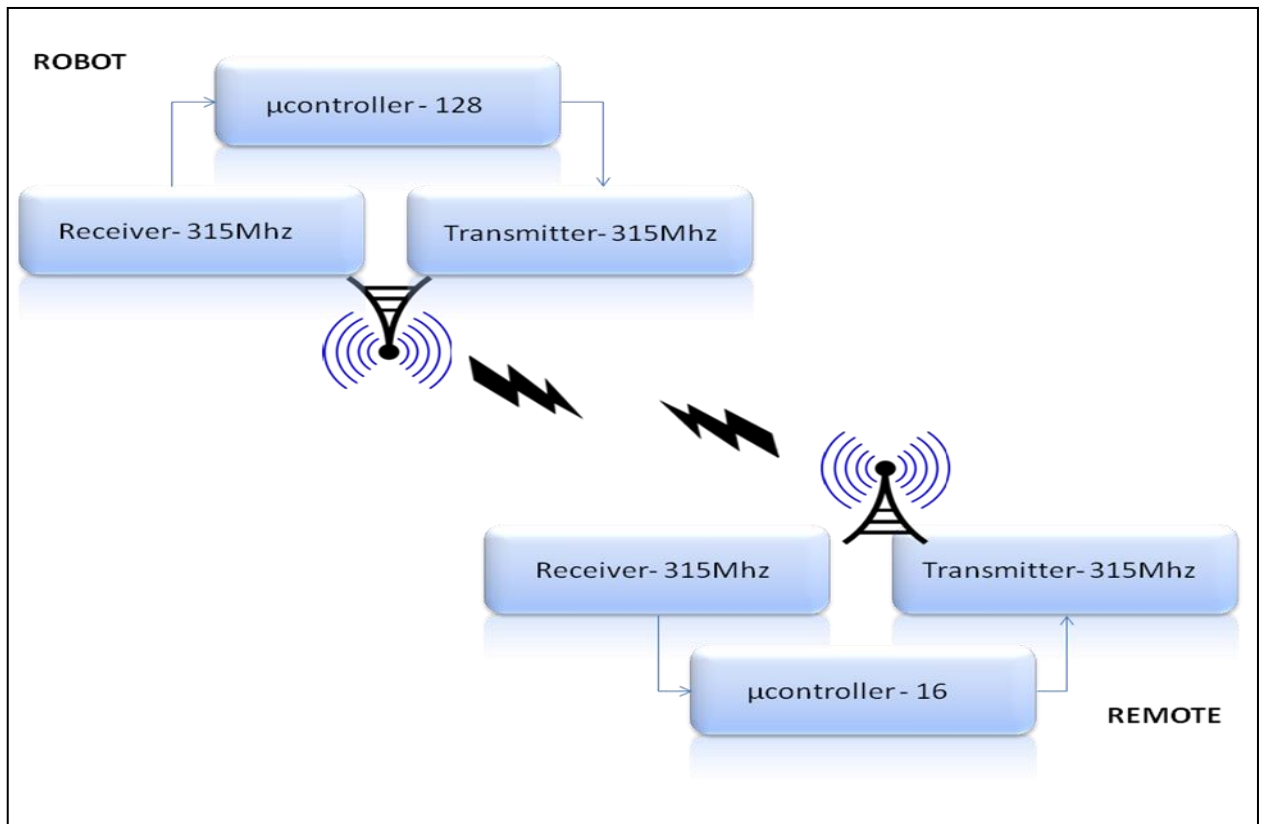 ROBOT
µcontroller - 128
Receiver- 315Mhz
Transmitter- 315Mhz
Receiver- 315Mhz
Transmitter- 315Mhz
µcontroller - 16
REMOTE